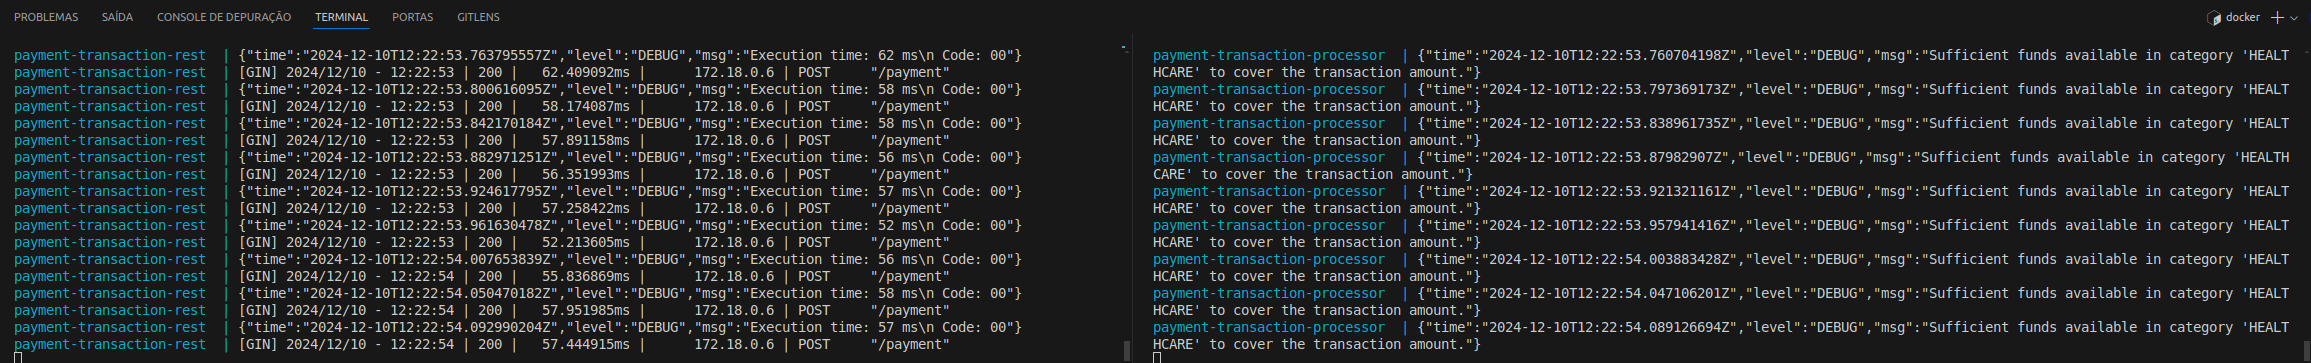 PROBLEMAS SAÍDA CONSOLE DE DEPURAÇÃO TERMINAL PORTAS GITLENS docker
payment-transaction-rest | {"time":"2024-12-10T12:22:53.763795557Z","level":"DEBUG","msg":"Execution time: 62 ms\n Code: 00"}
payment-transaction-rest | [GIN] 2024/12/10 - 12:22:53 | 200 | 62.409092ms | 172.18.0.6 | POST "/payment"
payment-transaction-rest | {"time":"2024-12-10T12:22:53.800616095Z","level":"DEBUG","msg":"Execution time: 58 ms\n Code: 00"}
payment-transaction-rest | [GIN] 2024/12/10 - 12:22:53 | 200 | 58.174087ms | 172.18.0.6 | POST "/payment"
payment-transaction-rest | {"time":"2024-12-10T12:22:53.842170184Z","level":"DEBUG","msg":"Execution time: 58 ms\n Code: 00"}
payment-transaction-rest | [GIN] 2024/12/10 - 12:22:53 | 200 | 57.891158ms | 172.18.0.6 | POST "/payment"
payment-transaction-rest | {"time":"2024-12-10T12:22:53.882971251Z","level":"DEBUG","msg":"Execution time: 56 ms\n Code: 00"}
payment-transaction-rest | [GIN] 2024/12/10 - 12:22:53 | 200 | 56.351993ms | 172.18.0.6 | POST "/payment"
payment-transaction-rest | {"time":"2024-12-10T12:22:53.924617795Z","level":"DEBUG","msg":"Execution time: 57 ms\n Code: 00"}
payment-transaction-rest | [GIN] 2024/12/10 - 12:22:53 | 200 | 57.258422ms | 172.18.0.6 | POST "/payment"
payment-transaction-rest | {"time":"2024-12-10T12:22:53.961630478Z","level":"DEBUG","msg":"Execution time: 52 ms\n Code: 00"}
payment-transaction-rest | [GIN] 2024/12/10 - 12:22:53 | 200 | 52.213605ms | 172.18.0.6 | POST "/payment"
payment-transaction-rest | {"time":"2024-12-10T12:22:54.007653839Z","level":"DEBUG","msg":"Execution time: 56 ms\n Code: 00"}
payment-transaction-rest | [GIN] 2024/12/10 - 12:22:54 | 200 | 55.836869ms | 172.18.0.6 | POST "/payment"
payment-transaction-rest | {"time":"2024-12-10T12:22:54.050470182Z","level":"DEBUG","msg":"Execution time: 58 ms\n Code: 00"}
payment-transaction-rest | [GIN] 2024/12/10 - 12:22:54 | 200 | 57.951985ms | 172.18.0.6 | POST "/payment"
payment-transaction-rest | {"time":"2024-12-10T12:22:54.092990204Z","level":"DEBUG","msg":"Execution time: 57 ms\n Code: 00"}
payment-transaction-rest | [GIN] 2024/12/10 - 12:22:54 | 200 | 57.444915ms | 172.18.0.6 | POST "/payment"
payment-transaction-processor | {"time":"2024-12-10T12:22:53.760704198Z","level":"DEBUG","msg":"Sufficient funds available in category 'HEALT
HCARE' to cover the transaction amount."}
payment-transaction-processor | {"time":"2024-12-10T12:22:53.797369173Z","level":"DEBUG","msg":"Sufficient funds available in category 'HEALT
HCARE' to cover the transaction amount."}
payment-transaction-processor | {"time":"2024-12-10T12:22:53.838961735Z","level":"DEBUG","msg":"Sufficient funds available in category 'HEALT
HCARE' to cover the transaction amount."}
payment-transaction-processor | {"time":"2024-12-10T12:22:53.87982907Z","level":"DEBUG","msg":"Sufficient funds available in category 'HEALTH
CARE' to cover the transaction amount."}
payment-transaction-processor | {"time":"2024-12-10T12:22:53.921321161Z","level":"DEBUG","msg":"Sufficient funds available in category 'HEALT
HCARE' to cover the transaction amount."}
payment-transaction-processor | {"time":"2024-12-10T12:22:53.957941416Z","level":"DEBUG","msg":"Sufficient funds available in category 'HEALT
HCARE' to cover the transaction amount."}
payment-transaction-processor | {"time":"2024-12-10T12:22:54.003883428Z","level":"DEBUG","msg":"Sufficient funds available in category 'HEALT
HCARE' to cover the transaction amount."}
payment-transaction-processor | {"time":"2024-12-10T12:22:54.047106201Z","level":"DEBUG","msg":"Sufficient funds available in category 'HEALT
HCARE' to cover the transaction amount."}
payment-transaction-processor | {"time":"2024-12-10T12:22:54.089126694Z","level":"DEBUG","msg":"Sufficient funds available in category 'HEALT
HCARE' to cover the transaction amount."}